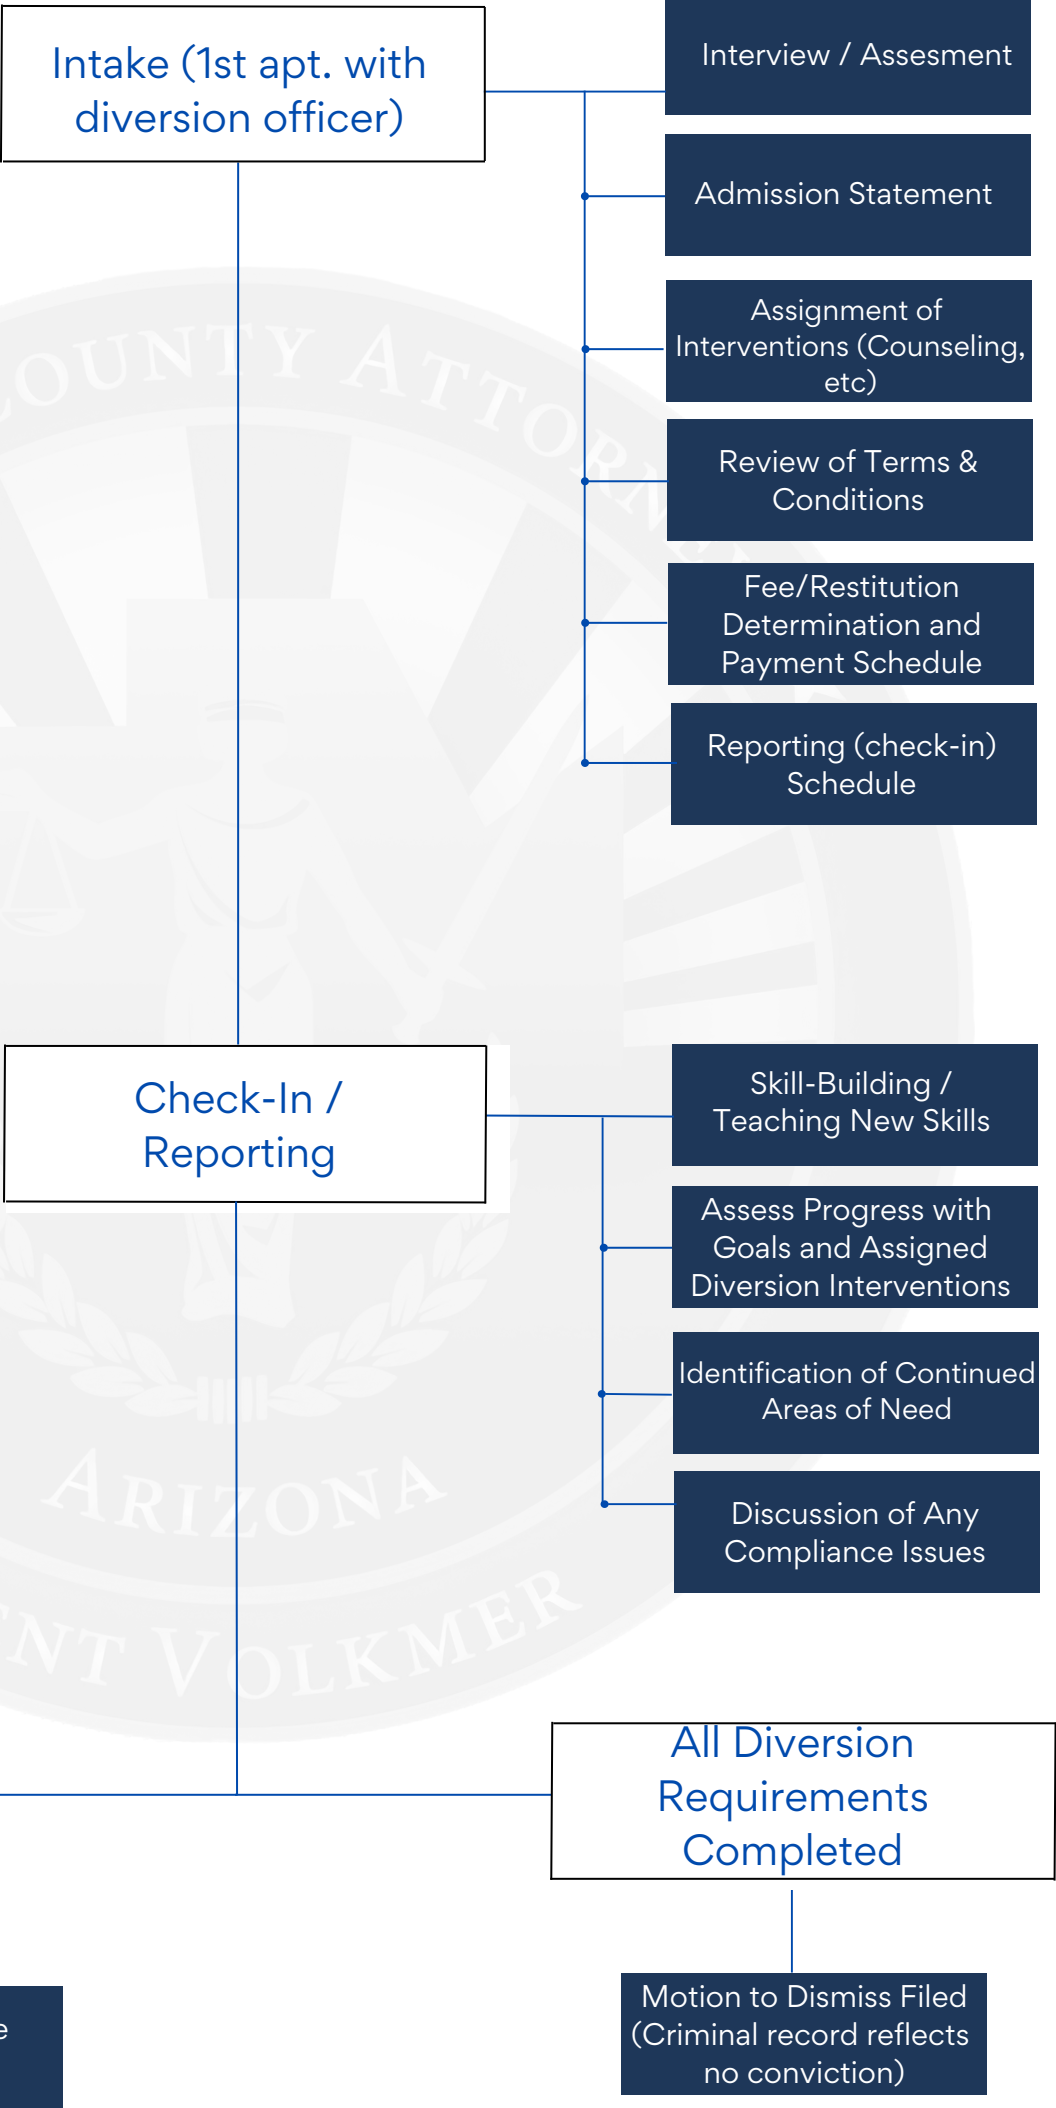 Intake (1st apt. with
diversion officer)
Interview / Assesment
Admission Statement
Assignment of
Interventions (Counseling,
etc)
Review of Terms &
Conditions
Fee/Restitution
Determination and
Payment Schedule
Reporting (check-in)
Schedule
Check-In /
Reporting
Skill-Building /
Teaching New Skills
Assess Progress with
Goals and Assigned
Diversion Interventions
Identification of Continued
Areas of Need
Discussion of Any
Compliance Issues
All Diversion
Requirements
Completed
Motion to Dismiss Filed
(Criminal record reflects
no conviction)
ARIZONA
VOLKMER